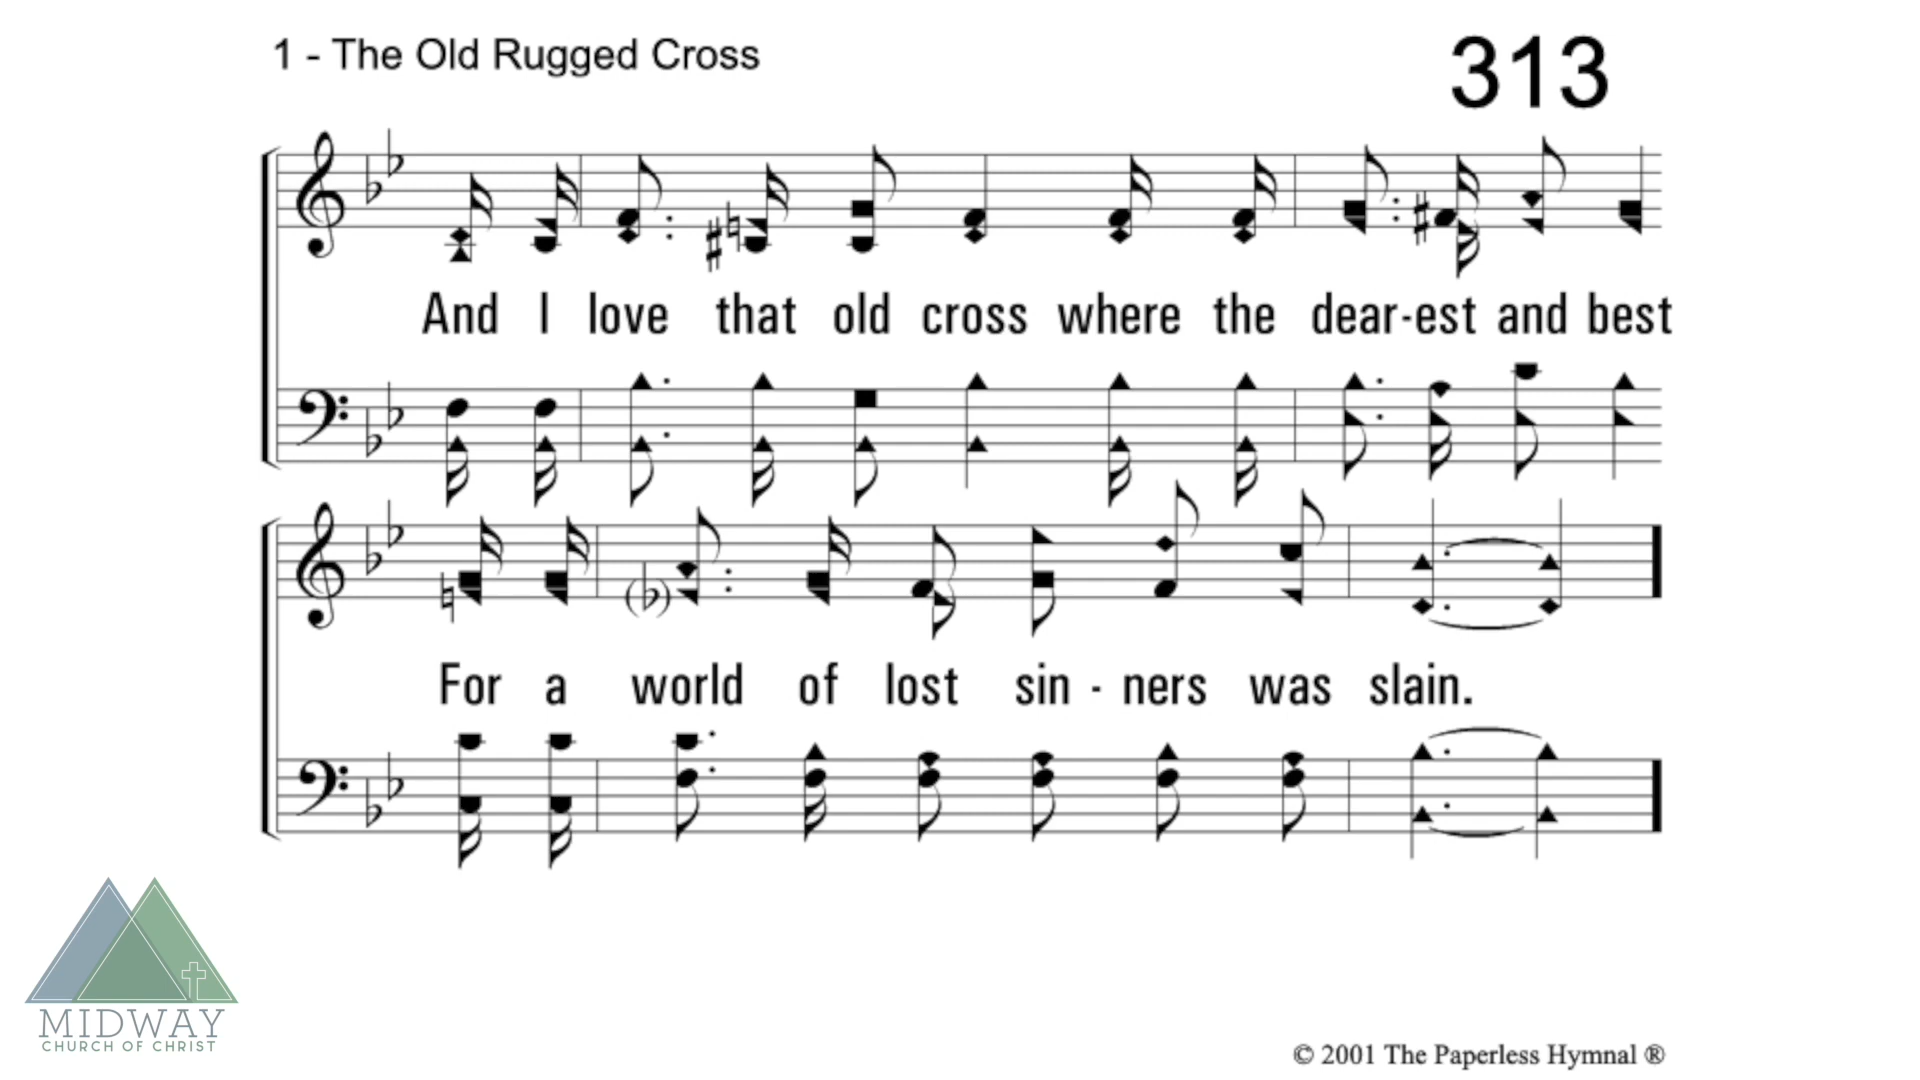 1 - The Old Rugged Cross
313
And I love that old cross where the dear-est and best
For a world of lost sin - ners was slain.
MIDWAY
CHURCH OF CHRIST
© 2001 The Paperless Hymnal ®